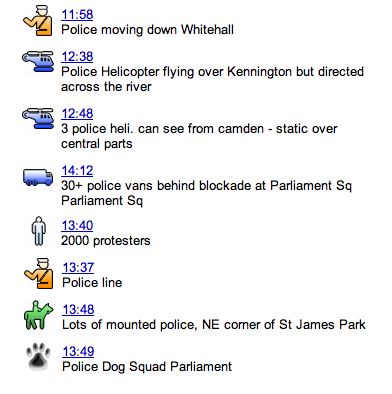 11:58
Police moving down Whitehall
12:38
Police Helicopter flying over Kennington but directed
across the river
12:48
3 police heli. can see from camden - static over
central parts
14:12
30+ police vans behind blockade at Parliament Sq
Parliament Sq
13:40
2000 protesters
13:37
Police line
13:48
Lots of mounted police, NE corner of St James Park
13:49
Police Dog Squad Parliament